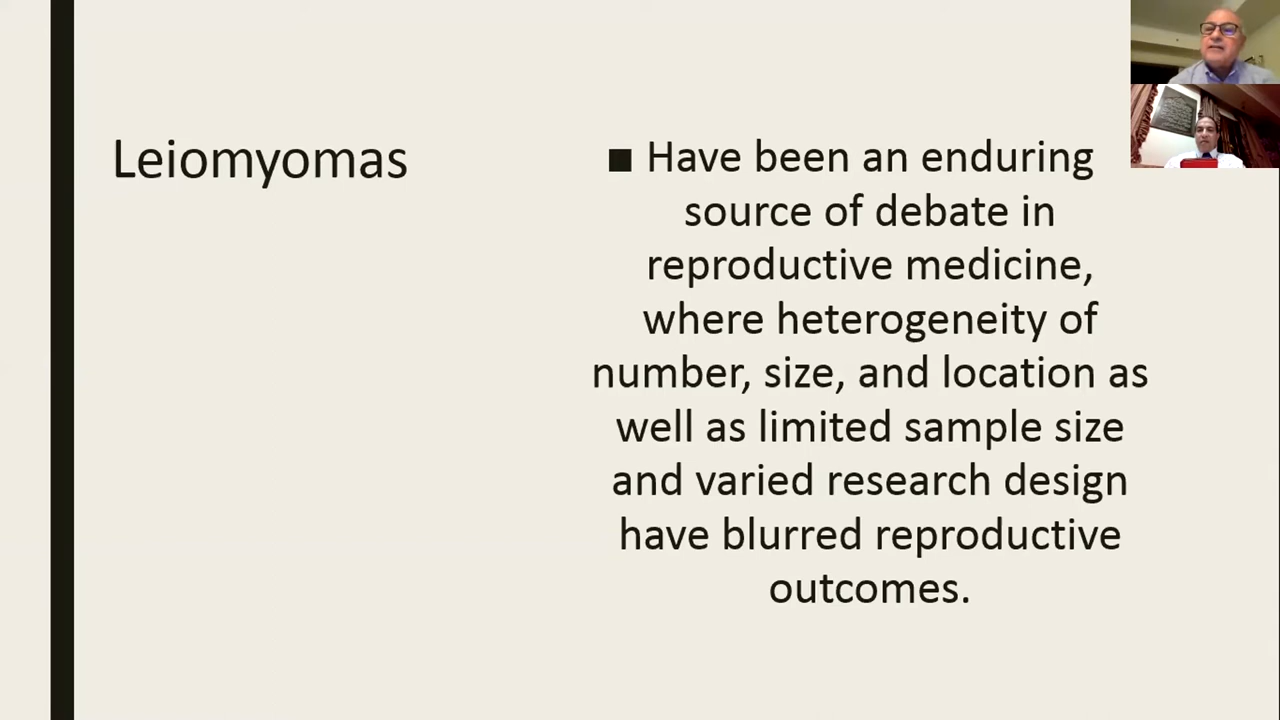 Leiomyomas
■ Have been an enduring
source of debate in
reproductive medicine,
where heterogeneity of
number, size, and location as
well as limited sample size
and varied research design
have blurred reproductive
outcomes.